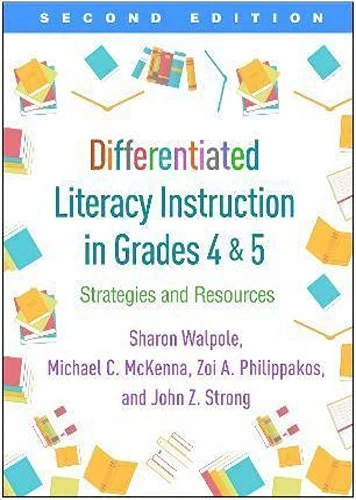 SECOND EDITION
Differentiated
Literacy Instruction
in Grades 4 & 5
Strategies and Resources
Sharon Walpole,
Michael C. McKenna, Zoi A. Philippakos,
and John Z. Strong